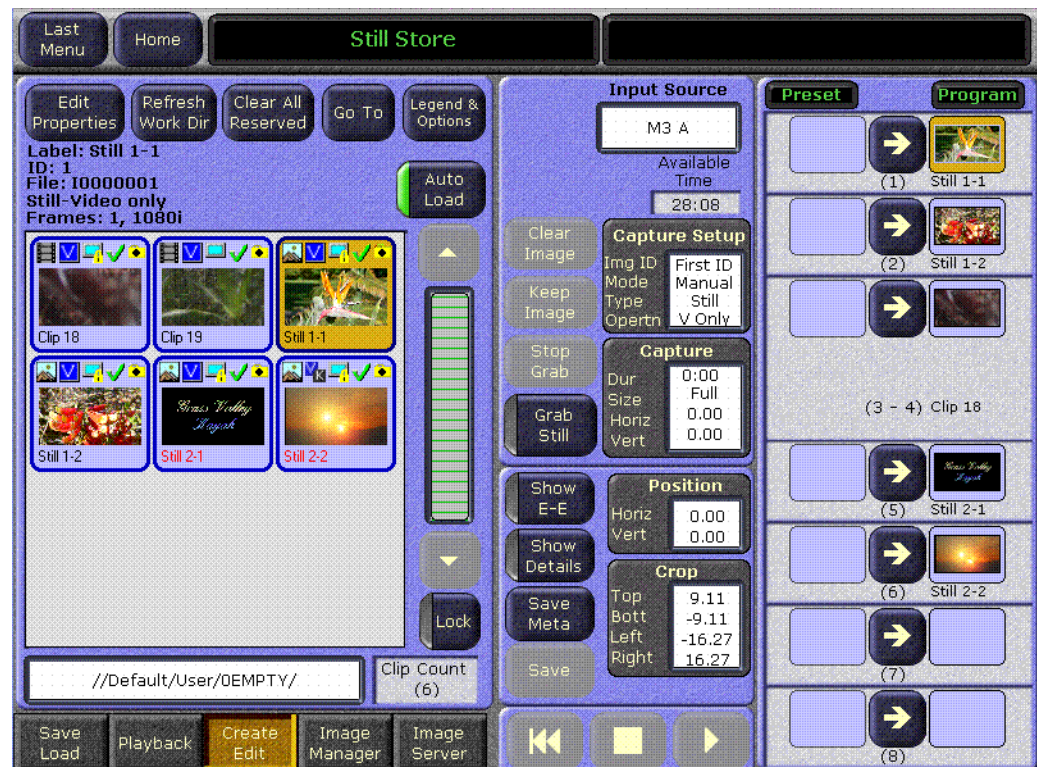 Last Menu
Home
Still Store
Edit Properties
Refresh Work Dir
Clear All Reserved
Go To
Legend & Options
Label: Still 1-1
ID: 1
File: I0000001
Still-Video only
Frames: 1, 1080i
Auto Load
Clip 18
Clip 19
Still 1-1
Still 1-2
Grass Valley
Kayak
Still 2-1
Still 2-2
Lock
//Default/User/0EMPTY/
Clip Count
(6)
Save Load
Playback
Create Edit
Image Manager
Image Server
Input Source
M3 A
Available
Time
28:08
Clear Image
Keep Image
Stop Grab
Grab Still
Capture Setup
Img ID First ID
Mode Manual
Type Still
Opertn V Only
Capture
Dur 0:00
Size Full
Horiz 0.00
Vert 0.00
Show E-E
Show Details
Save Meta
Save
Position
Horiz 0.00
Vert 0.00
Crop
Top 9.11
Bott -9.11
Left -16.27
Right 16.27
Preset
Program
(1) Still 1-1
(2) Still 1-2
(3 - 4) Clip 18
Grass Valley
Kayak
(5) Still 2-1
(6) Still 2-2
(7)
(8)